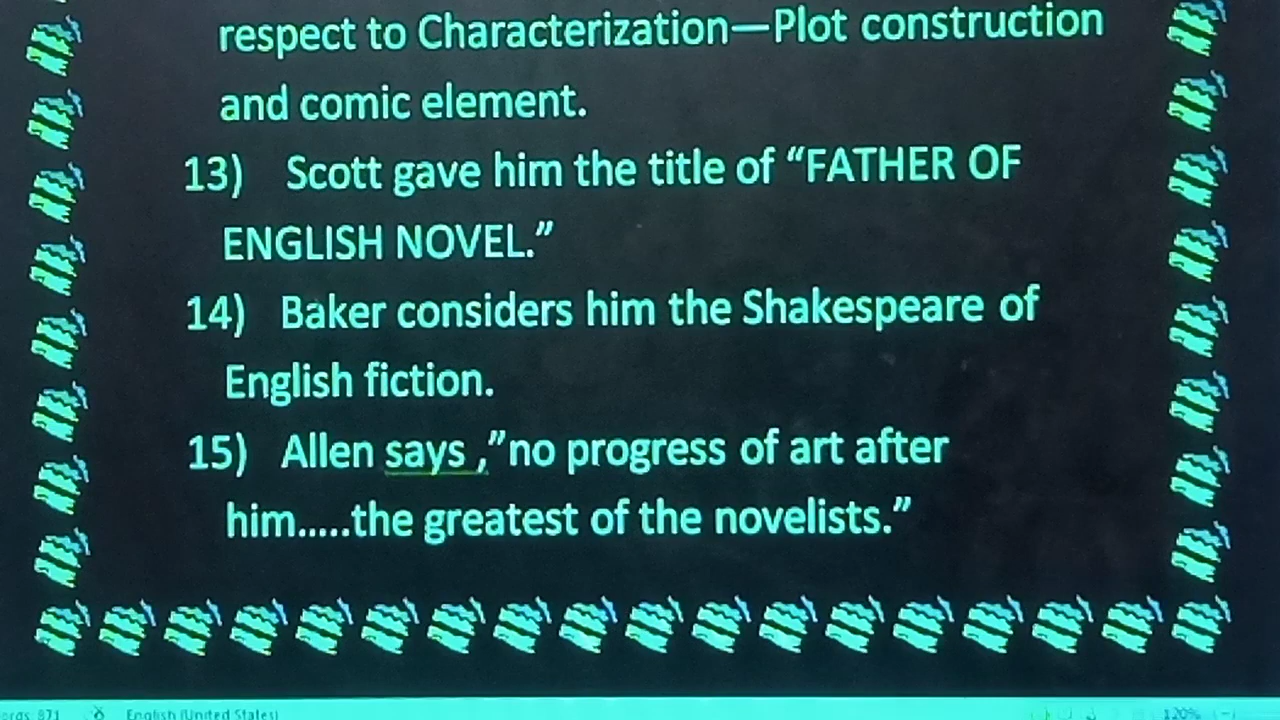 respect to Characterization—Plot construction
and comic element.
13) Scott gave him the title of “FATHER OF
ENGLISH NOVEL.”
14) Baker considers him the Shakespeare of
English fiction.
15) Allen says ,”no progress of art after
him.....the greatest of the novelists.”
871 English (United States) 120%